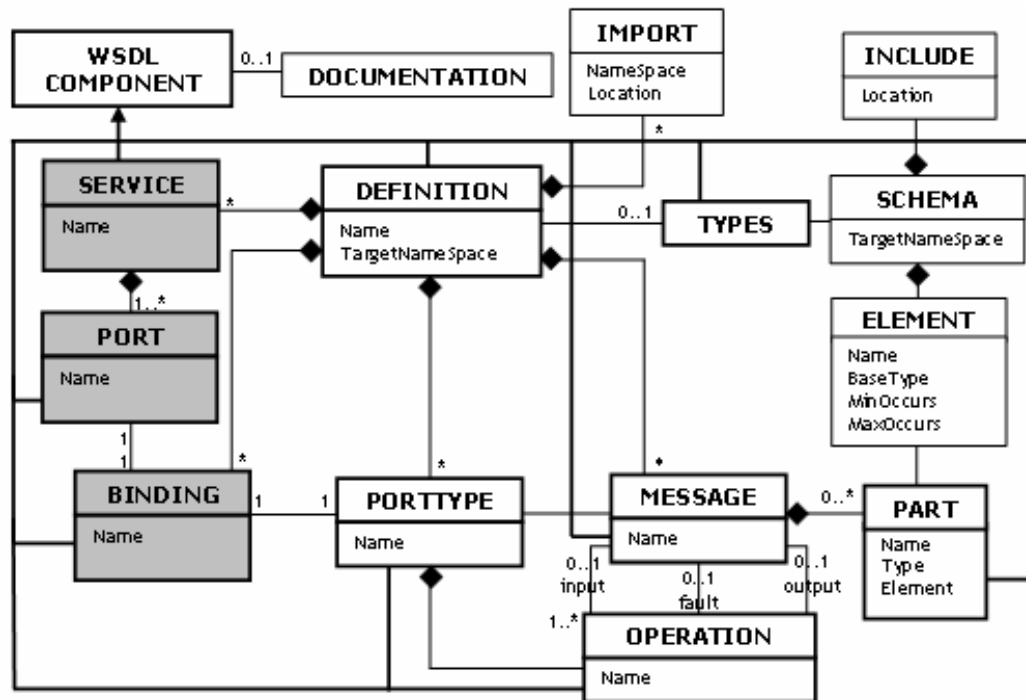 WSDL
COMPONENT
0..1
DOCUMENTATION
IMPORT
NameSpace
Location
*
INCLUDE
Location
SERVICE
Name
*
DEFINITION
Name
TargetNameSpace
0..1
TYPES
SCHEMA
TargetNameSpace
1..*
PORT
Name
ELEMENT
Name
BaseType
MinOccurs
MaxOccurs
1
1
*
*
*
BINDING
Name
1
1
PORTTYPE
Name
MESSAGE
Name
0..*
PART
Name
Type
Element
0..1
input
0..1
fault
0..1
output
1..*
OPERATION
Name